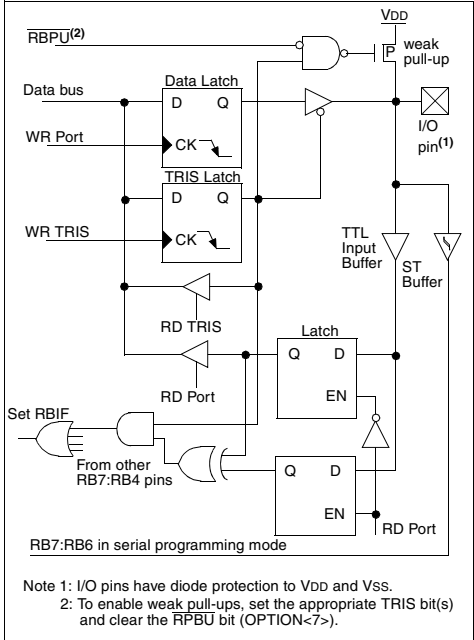 VDD
RBPU(2)
P
weak
pull-up
Data bus
Data Latch
D Q
I/O
pin(1)
WR Port
CK
TRIS Latch
D Q
WR TRIS
CK
TTL
Input
Buffer
ST
Buffer
RD TRIS
Latch
Q D
RD Port
EN
Set RBIF
From other
RB7:RB4 pins
Q D
EN
RD Port
RB7:RB6 in serial programming mode
Note 1: I/O pins have diode protection to VDD and VSS.
2: To enable weak pull-ups, set the appropriate TRIS bit(s)
and clear the RPBU bit (OPTION<7>).